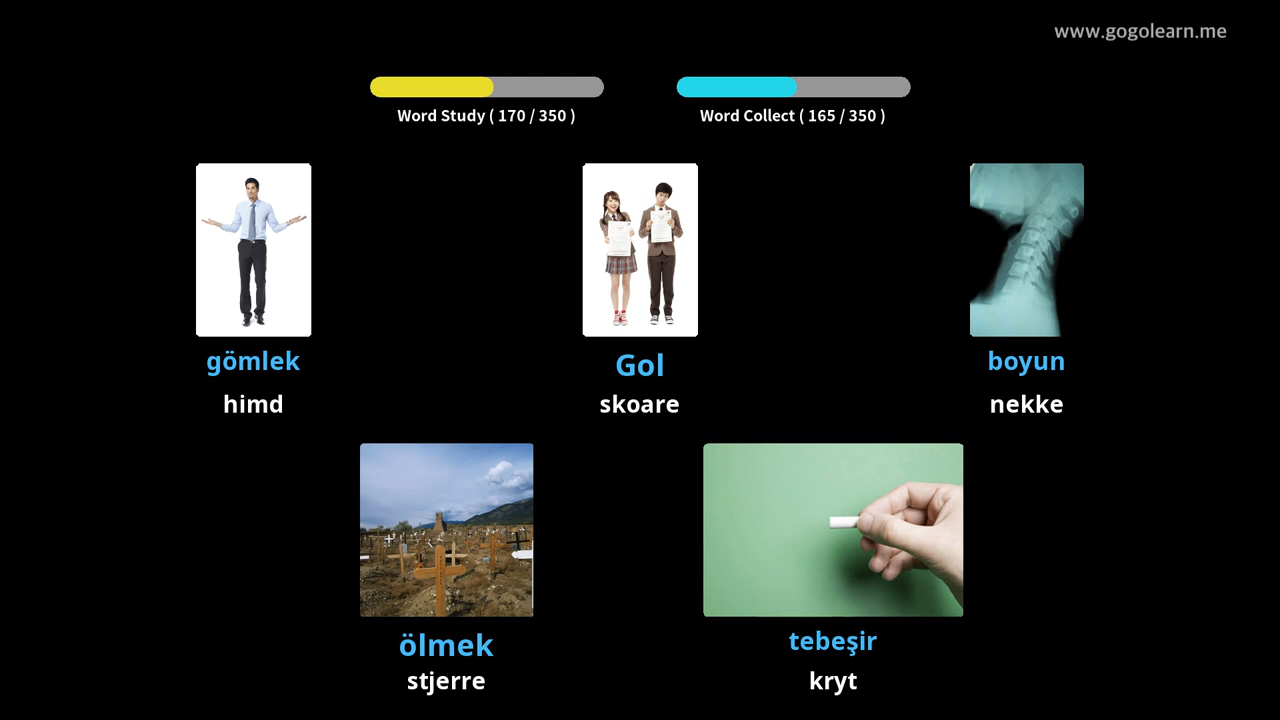 www.gogolearn.me
Word Study ( 170 / 350 )
Word Collect ( 165 / 350 )
gömlek
himd
Gol
skoare
boyun
nekke
ölmek
stjerre
tebeşir
kryt